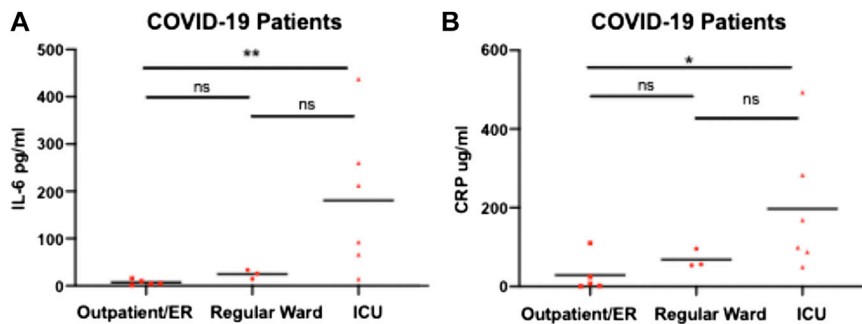 A
COVID-19 Patients
500
400
300
200
100
0
IL-6 pg/ml
**
ns
ns
Outpatient/ER
Regular Ward
ICU
B
COVID-19 Patients
600
400
200
0
CRP ug/ml
*
ns
ns
Outpatient/ER
Regular Ward
ICU